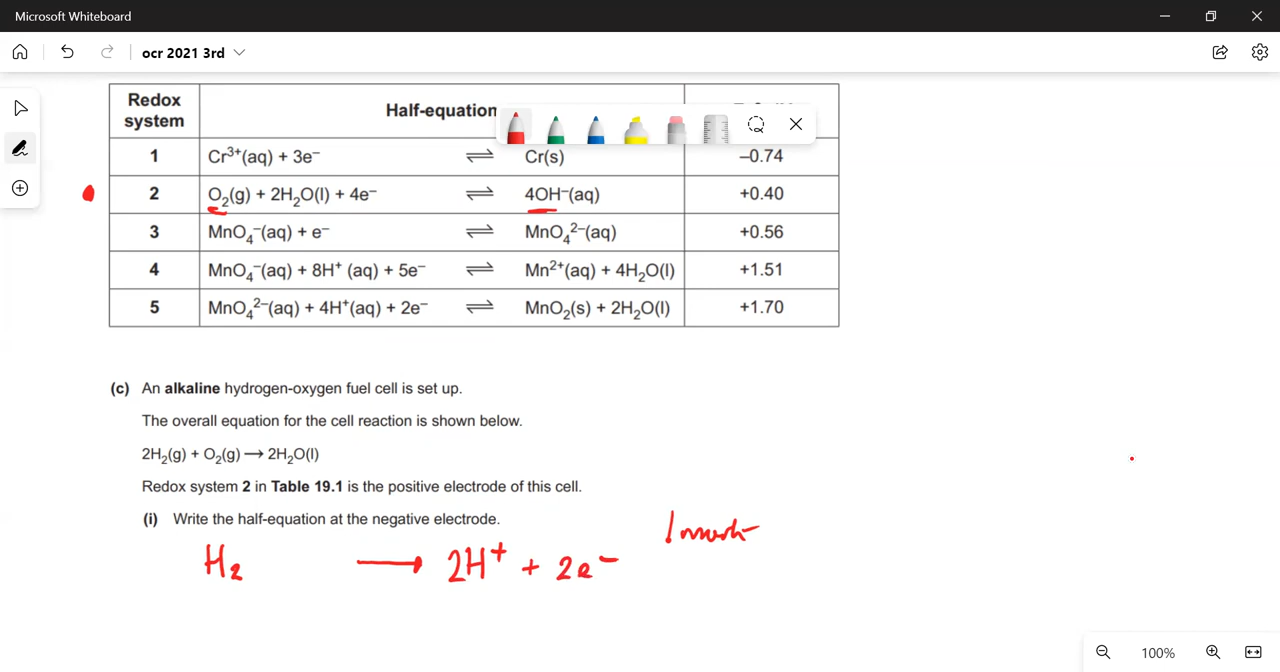 Microsoft Whiteboard
ocr 2021 3rd
Redox system Half-equation
1 Cr³⁺(aq) + 3e⁻ ⇌ Cr(s) –0.74
2 O₂(g) + 2H₂O(l) + 4e⁻ ⇌ 4OH⁻(aq) +0.40
3 MnO₄⁻(aq) + e⁻ ⇌ MnO₄²⁻(aq) +0.56
4 MnO₄⁻(aq) + 8H⁺ (aq) + 5e⁻ ⇌ Mn²⁺(aq) + 4H₂O(l) +1.51
5 MnO₄²⁻(aq) + 4H⁺(aq) + 2e⁻ ⇌ MnO₂(s) + 2H₂O(l) +1.70
(c) An alkaline hydrogen-oxygen fuel cell is set up.
The overall equation for the cell reaction is shown below.
2H₂(g) + O₂(g) → 2H₂O(l)
Redox system 2 in Table 19.1 is the positive electrode of this cell.
(i) Write the half-equation at the negative electrode.
1 mark
H₂ → 2H⁺ + 2e⁻
100%